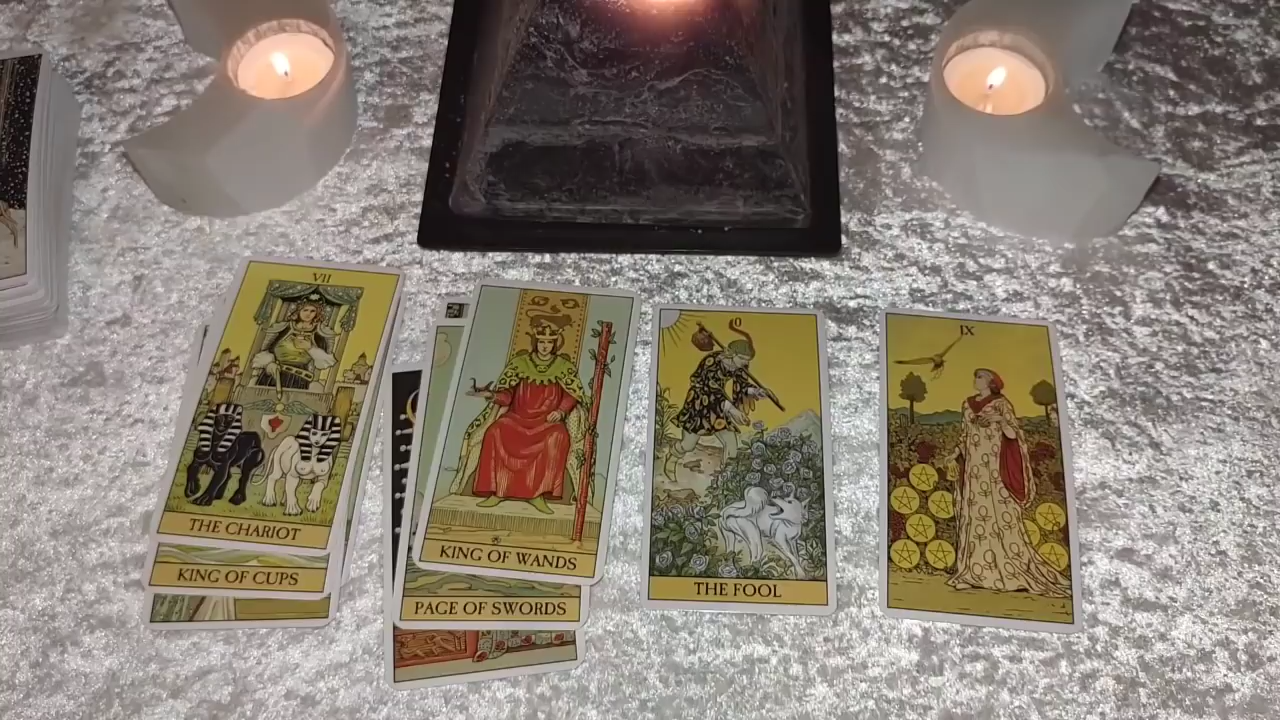 VII
THE CHARIOT
KING OF CUPS
KING OF WANDS
PAGE OF SWORDS
0
THE FOOL
IX